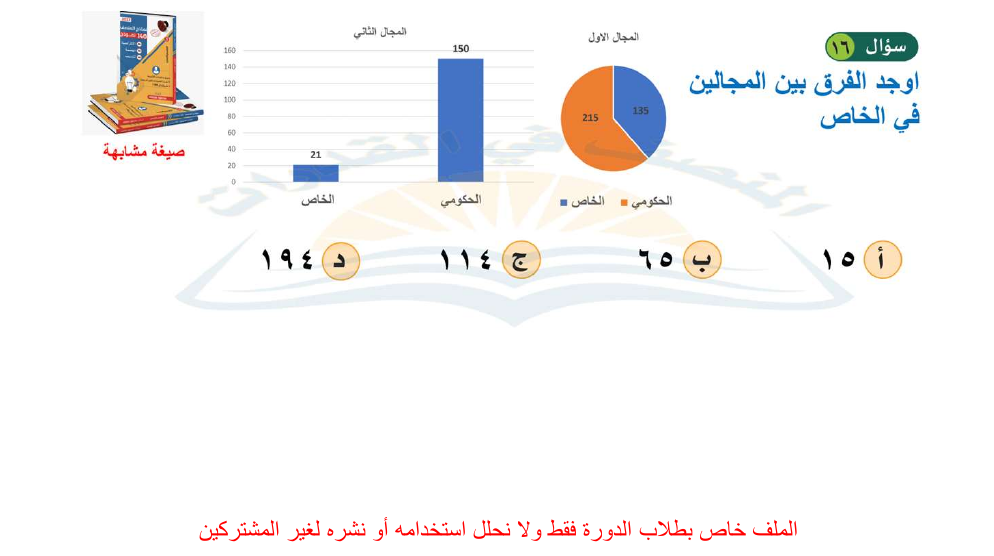 سؤال ١٦
اوجد الفرق بين المجالين
في الخاص
المجال الاول
135
215
الخاص
الحكومي
المجال الثاني
160
140
120
100
80
60
40
20
0
150
21
الخاص
الحكومي
صيغة مشابهة
أ ١٥
ب ٦٥
ج ١١٤
د ١٩٤
الملف خاص بطلاب الدورة فقط ولا نحلل استخدامه أو نشره لغير المشتركين